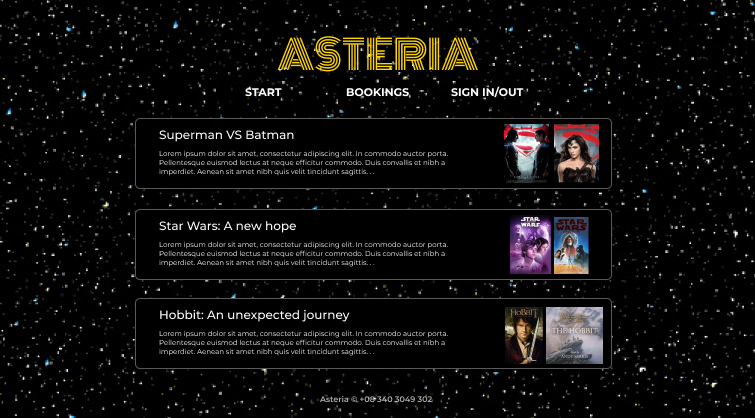 ASTERIA
START BOOKINGS SIGN IN/OUT
Superman VS Batman
Lorem ipsum dolor sit amet, consectetur adipiscing elit. In commodo auctor porta.
Pellentesque euismod lectus at neque efficitur commodo. Duis convallis et nibh a
imperdiet. Aenean sit amet nibh quis velit tincidunt sagittis. . .
Star Wars: A new hope
Lorem ipsum dolor sit amet, consectetur adipiscing elit. In commodo auctor porta.
Pellentesque euismod lectus at neque efficitur commodo. Duis convallis et nibh a
imperdiet. Aenean sit amet nibh quis velit tincidunt sagittis. . .
STAR
WARS
STAR
WARS
Hobbit: An unexpected journey
Lorem ipsum dolor sit amet, consectetur adipiscing elit. In commodo auctor porta.
Pellentesque euismod lectus at neque efficitur commodo. Duis convallis et nibh a
imperdiet. Aenean sit amet nibh quis velit tincidunt sagittis. . .
HOBBIT
THE HOBBIT
Asteria © +08 340 3049 302